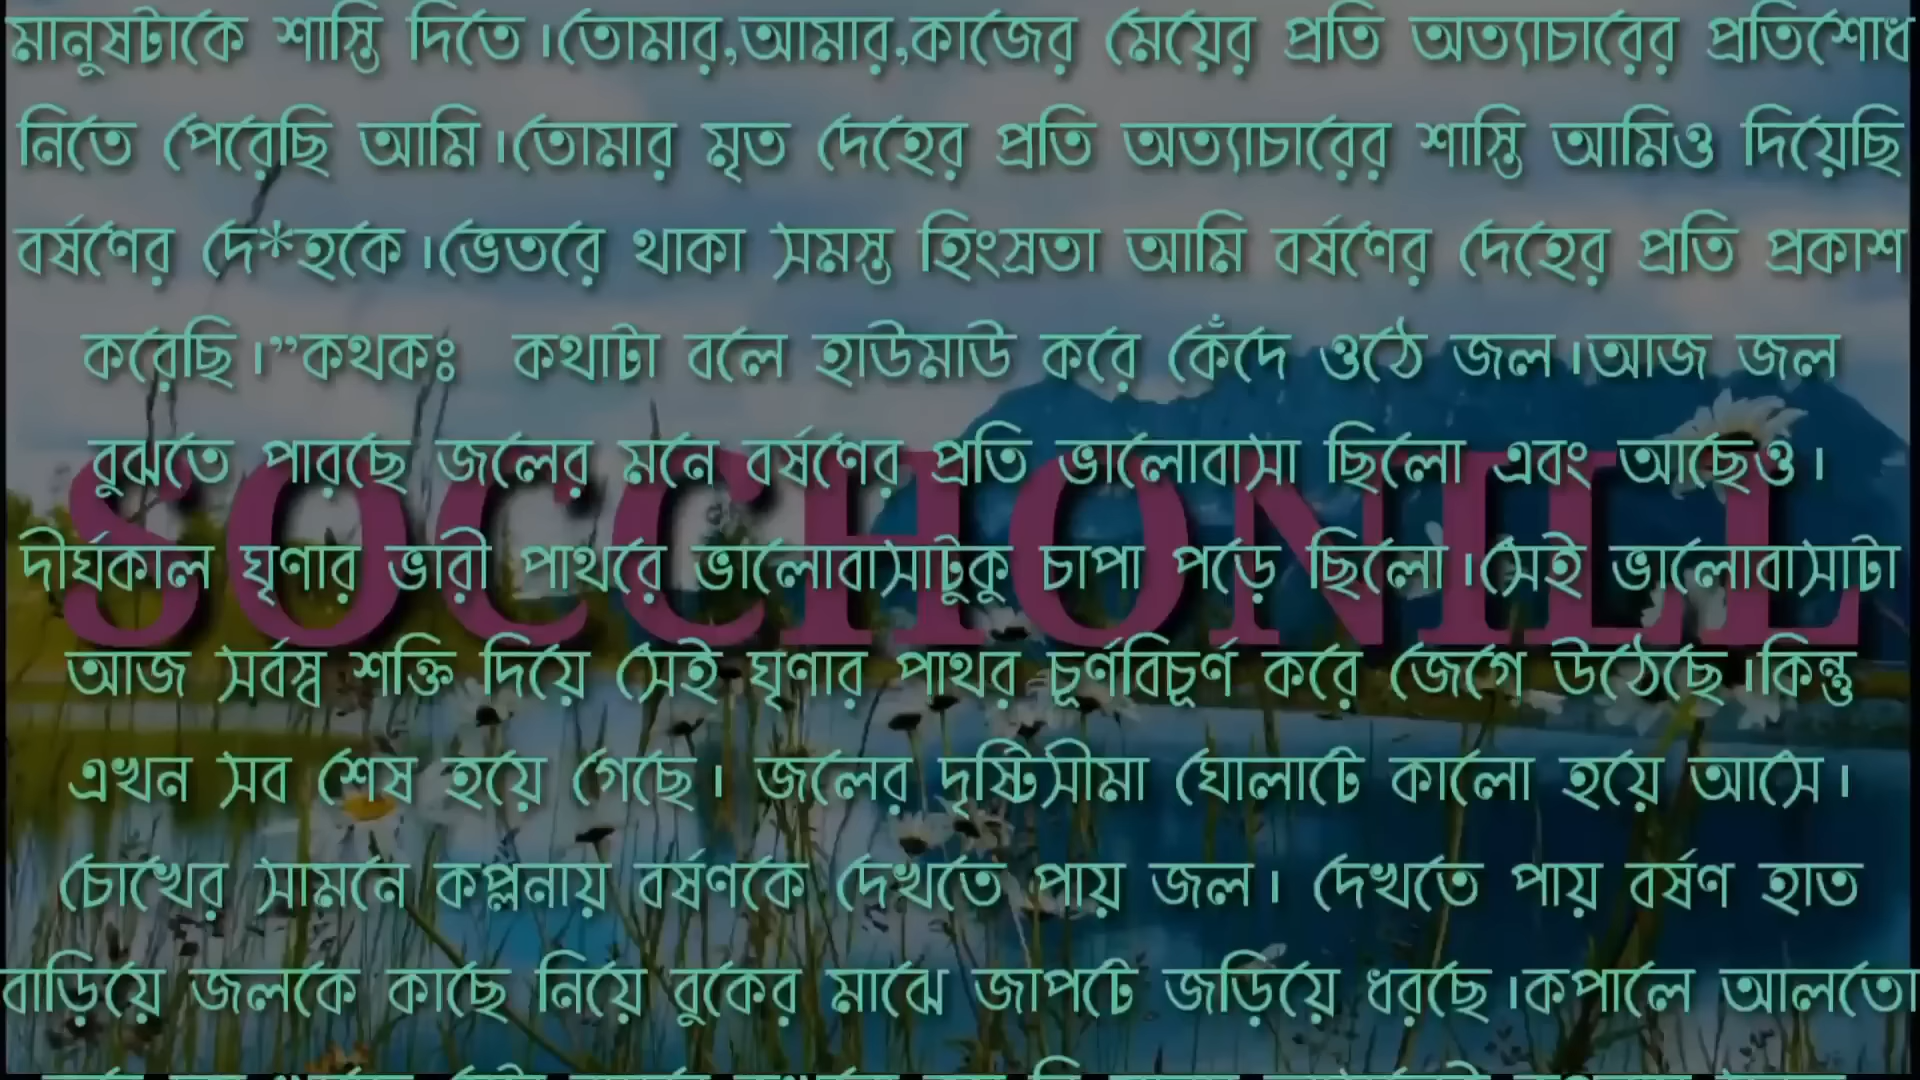 মানুষটাকে শাস্তি দিতে।তোমার,আমার,কাজের মেয়ের প্রতি অত্যাচারের প্রতিশোধ
নিতে পেরেছি আমি।তোমার মৃত দেহের প্রতি অত্যাচারের শাস্তি আমিও দিয়েছি
বর্ষণের দে*হকে।ভেতরে থাকা সমস্ত হিংস্রতা আমি বর্ষণের দেহের প্রতি প্রকাশ
করেছি।”কথকঃ কথাটা বলে হাউমাউ করে কেঁদে ওঠে জল।আজ জল
বুঝতে পারছে জলের মনে বর্ষণের প্রতি ভালোবাসা ছিলো এবং আছেও।
SOCCHONILL
দীর্ঘকাল ঘৃণার ভারী পাথরে ভালোবাসাটুকু চাপা পড়ে ছিলো।সেই ভালোবাসাটা
আজ সর্বস্ব শক্তি দিয়ে সেই ঘৃণার পাথর চূর্ণবিচূর্ণ করে জেগে উঠেছে।কিন্তু
এখন সব শেষ হয়ে গেছে। জলের দৃষ্টিসীমা ঘোলাটে কালো হয়ে আসে।
চোখের সামনে কল্পনায় বর্ষণকে দেখতে পায় জল। দেখতে পায় বর্ষণ হাত
বাড়িয়ে জলকে কাছে নিয়ে বুকের মাঝে জাপটে জড়িয়ে ধরছে।কপালে আলতো